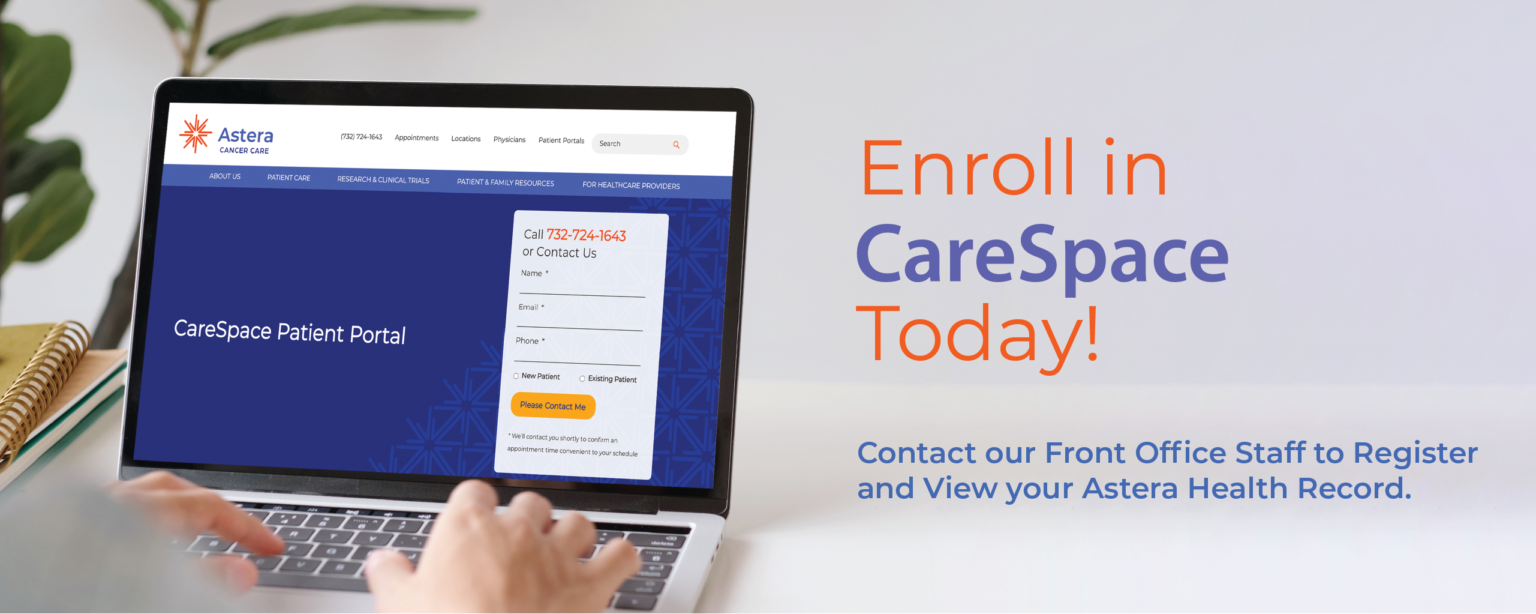 Astera
CANCER CARE
(732) 724-1643 Appointments Locations Physicians Patient Portals Search
ABOUT US PATIENT CARE RESEARCH & CLINICAL TRIALS PATIENT & FAMILY RESOURCES FOR HEALTHCARE PROVIDERS
CareSpace Patient Portal
Call 732-724-1643
or Contact Us
Name *
Email *
Phone *
New Patient Existing Patient
Please Contact Me
* We'll contact you shortly to confirm an
appointment time convenient to your schedule
Enroll in
CareSpace
Today!
Contact our Front Office Staff to Register
and View your Astera Health Record.